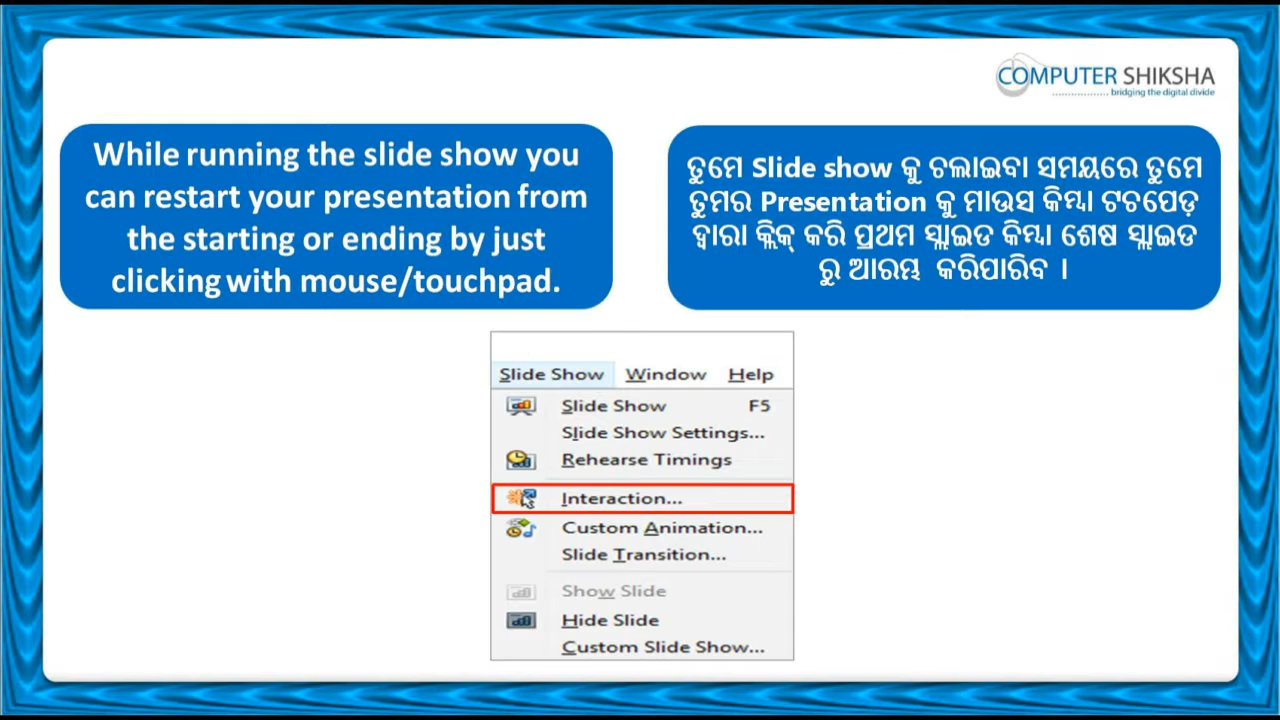 COMPUTER SHIKSHA
bridging the digital divide
While running the slide show you
can restart your presentation from
the starting or ending by just
clicking with mouse/touchpad.
ତୁମେ Slide show କୁ ଚଲାଇବା ସମୟରେ ତୁମେ
ତୁମର Presentation କୁ ମାଉସ କିମ୍ବା ଟଚପେଡ଼
ଦ୍ୱାରା କ୍ଲିକ୍ କରି ପ୍ରଥମ ସ୍ଲାଇଡ କିମ୍ବା ଶେଷ ସ୍ଲାଇଡ
ରୁ ଆରମ୍ଭ କରିପାରିବ ।
Slide Show Window Help
Slide Show F5
Slide Show Settings...
Rehearse Timings
Interaction...
Custom Animation...
Slide Transition...
Show Slide
Hide Slide
Custom Slide Show...